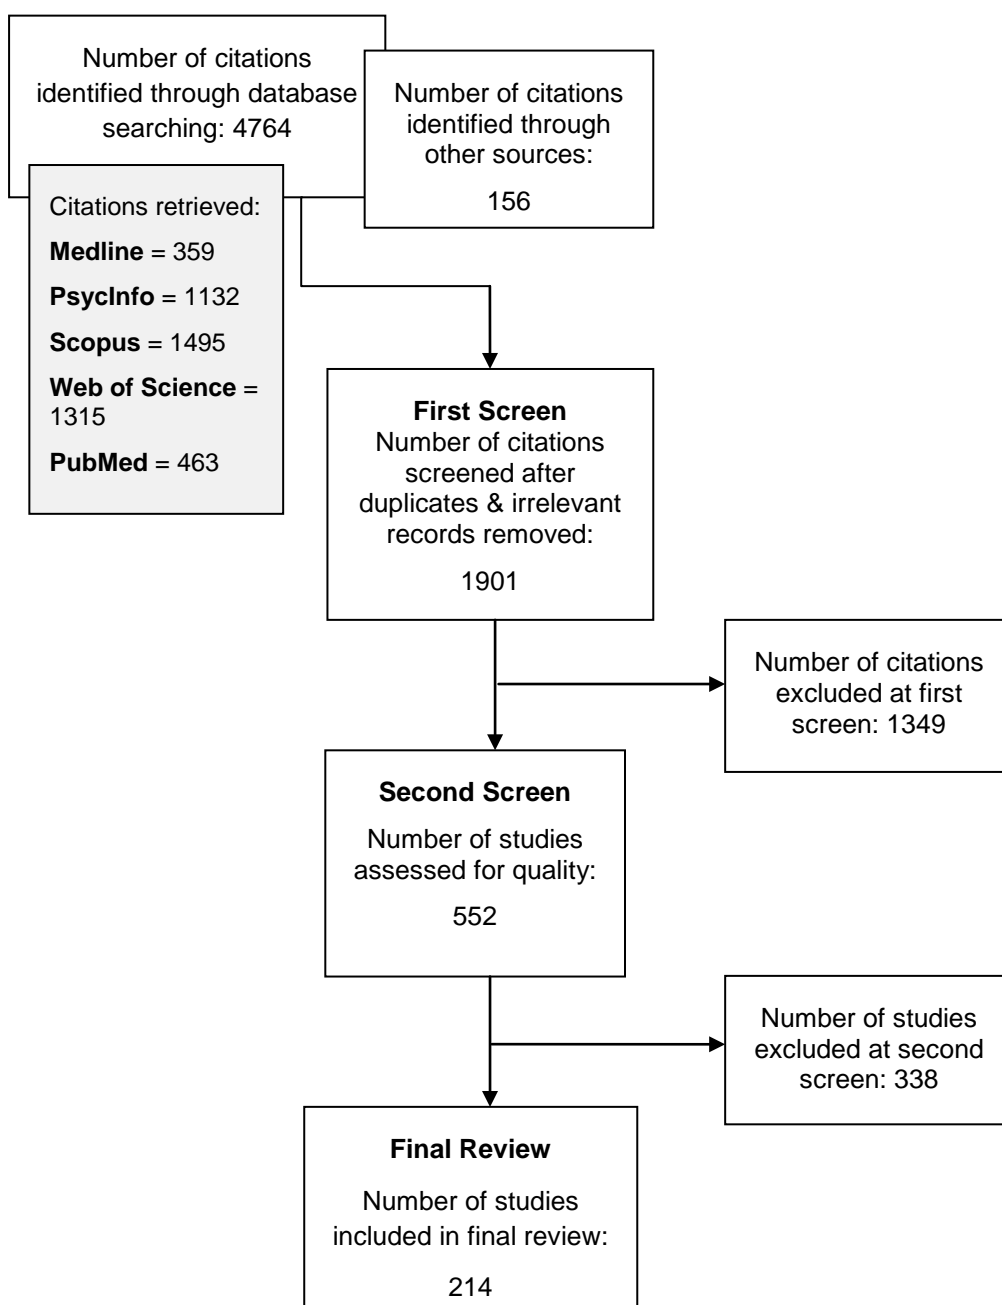 Number of citations
identified through database
searching: 4764
Number of citations
identified through
other sources:
156
Citations retrieved:
Medline = 359
PsycInfo = 1132
Scopus = 1495
Web of Science =
1315
PubMed = 463
First Screen
Number of citations
screened after
duplicates & irrelevant
records removed:
1901
Number of citations
excluded at first
screen: 1349
Second Screen
Number of studies
assessed for quality:
552
Number of studies
excluded at second
screen: 338
Final Review
Number of studies
included in final review:
214